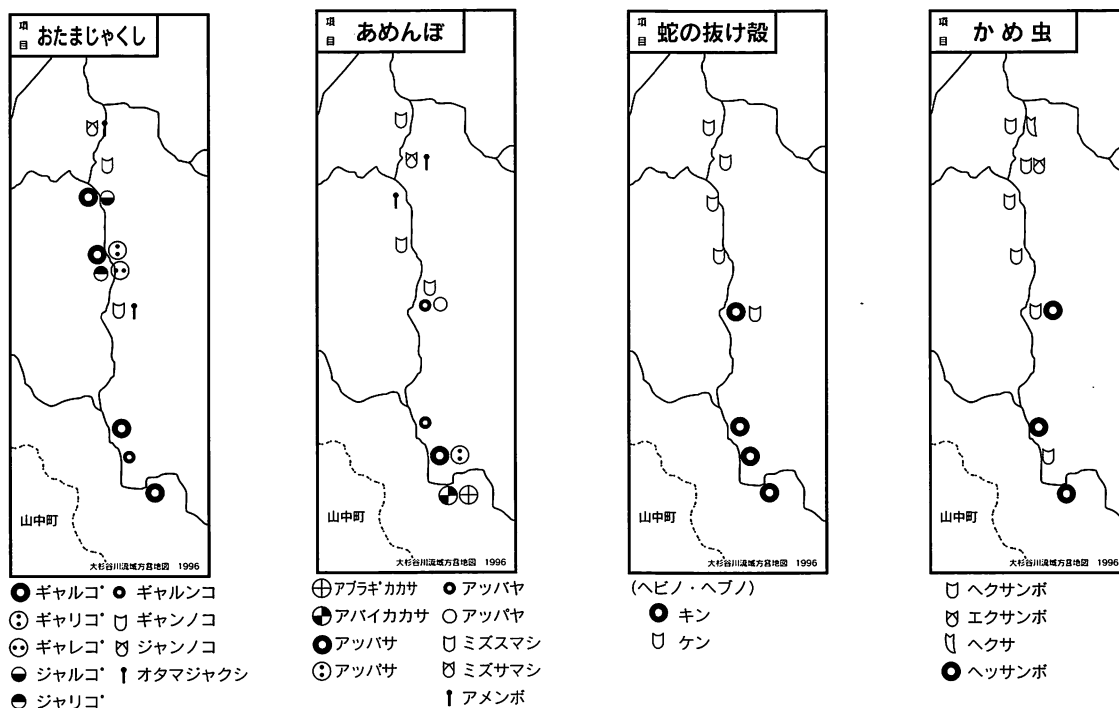 項目 おたまじゃくし
山中町
大杉谷川流域方言地図 1996
ギャルコ゚ ギャルンコ
ギャリコ゚ ギャンノコ
ギャレコ゚ ジャンノコ
ジャルコ゚ オタマジャクシ
ジャリコ゚
項目 あめんぼ
山中町
大杉谷川流域方言地図 1996
アブラキ゚カカサ アッバヤ
アバイカカサ アッパヤ
アッバサ ミズスマシ
アッパサ ミズサマシ
アメンボ
項目 蛇の抜け殻
山中町
大杉谷川流域方言地図 1996
(ヘビノ・ヘブノ)
キン
ケン
項目 かめ虫
山中町
大杉谷川流域方言地図 1996
ヘクサンボ
エクサンボ
ヘクサ
ヘッサンボ